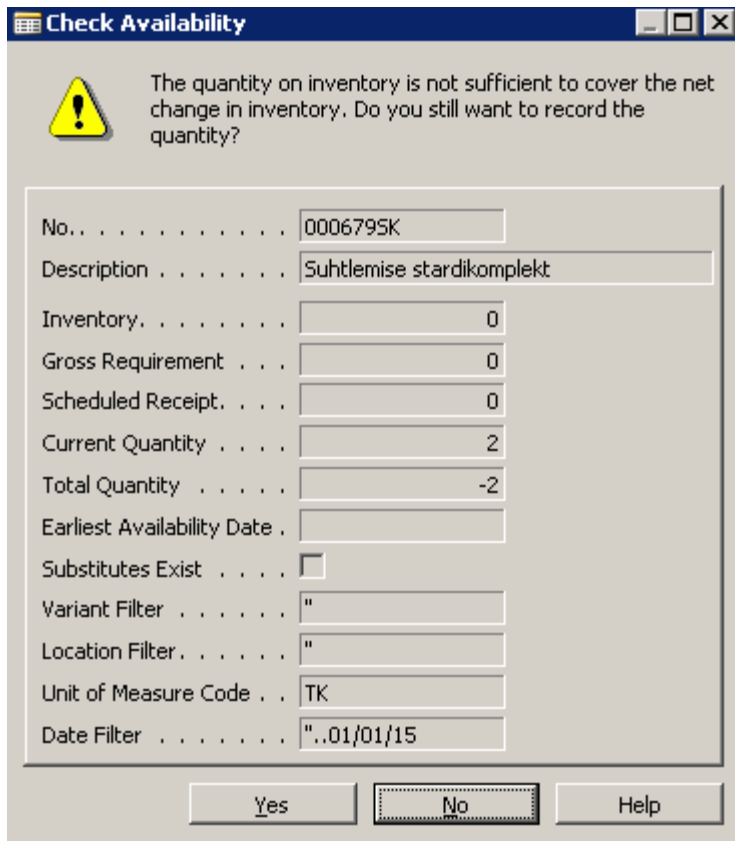 Check Availability
The quantity on inventory is not sufficient to cover the net
change in inventory. Do you still want to record the
quantity?
No.. . . . . . . . . . . 000679SK
Description . . . . . . . Suhtlemise stardikomplekt
Inventory. . . . . . . . 0
Gross Requirement . . . 0
Scheduled Receipt. . . . 0
Current Quantity . . . . 2
Total Quantity . . . . . -2
Earliest Availability Date .
Substitutes Exist . . . .
Variant Filter . . . . . . ''
Location Filter. . . . . . ''
Unit of Measure Code . . TK
Date Filter . . . . . . . ''..01/01/15
Yes No Help